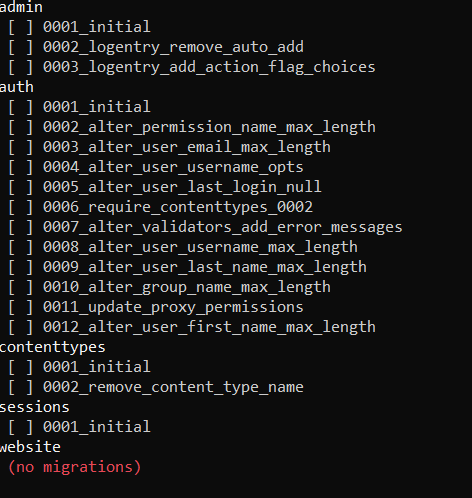 admin
[ ] 0001_initial
[ ] 0002_logentry_remove_auto_add
[ ] 0003_logentry_add_action_flag_choices
auth
[ ] 0001_initial
[ ] 0002_alter_permission_name_max_length
[ ] 0003_alter_user_email_max_length
[ ] 0004_alter_user_username_opts
[ ] 0005_alter_user_last_login_null
[ ] 0006_require_contenttypes_0002
[ ] 0007_alter_validators_add_error_messages
[ ] 0008_alter_user_username_max_length
[ ] 0009_alter_user_last_name_max_length
[ ] 0010_alter_group_name_max_length
[ ] 0011_update_proxy_permissions
[ ] 0012_alter_user_first_name_max_length
contenttypes
[ ] 0001_initial
[ ] 0002_remove_content_type_name
sessions
[ ] 0001_initial
website
(no migrations)